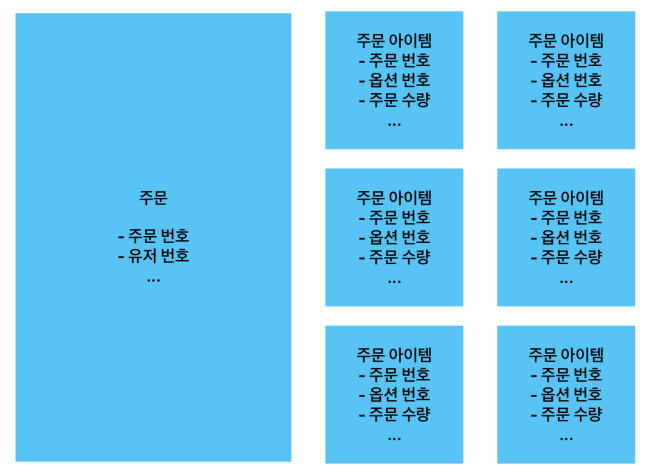 주문
- 주문 번호
- 유저 번호
...
주문 아이템
- 주문 번호
- 옵션 번호
- 주문 수량
...
주문 아이템
- 주문 번호
- 옵션 번호
- 주문 수량
...
주문 아이템
- 주문 번호
- 옵션 번호
- 주문 수량
...
주문 아이템
- 주문 번호
- 옵션 번호
- 주문 수량
...
주문 아이템
- 주문 번호
- 옵션 번호
- 주문 수량
...
주문 아이템
- 주문 번호
- 옵션 번호
- 주문 수량
...